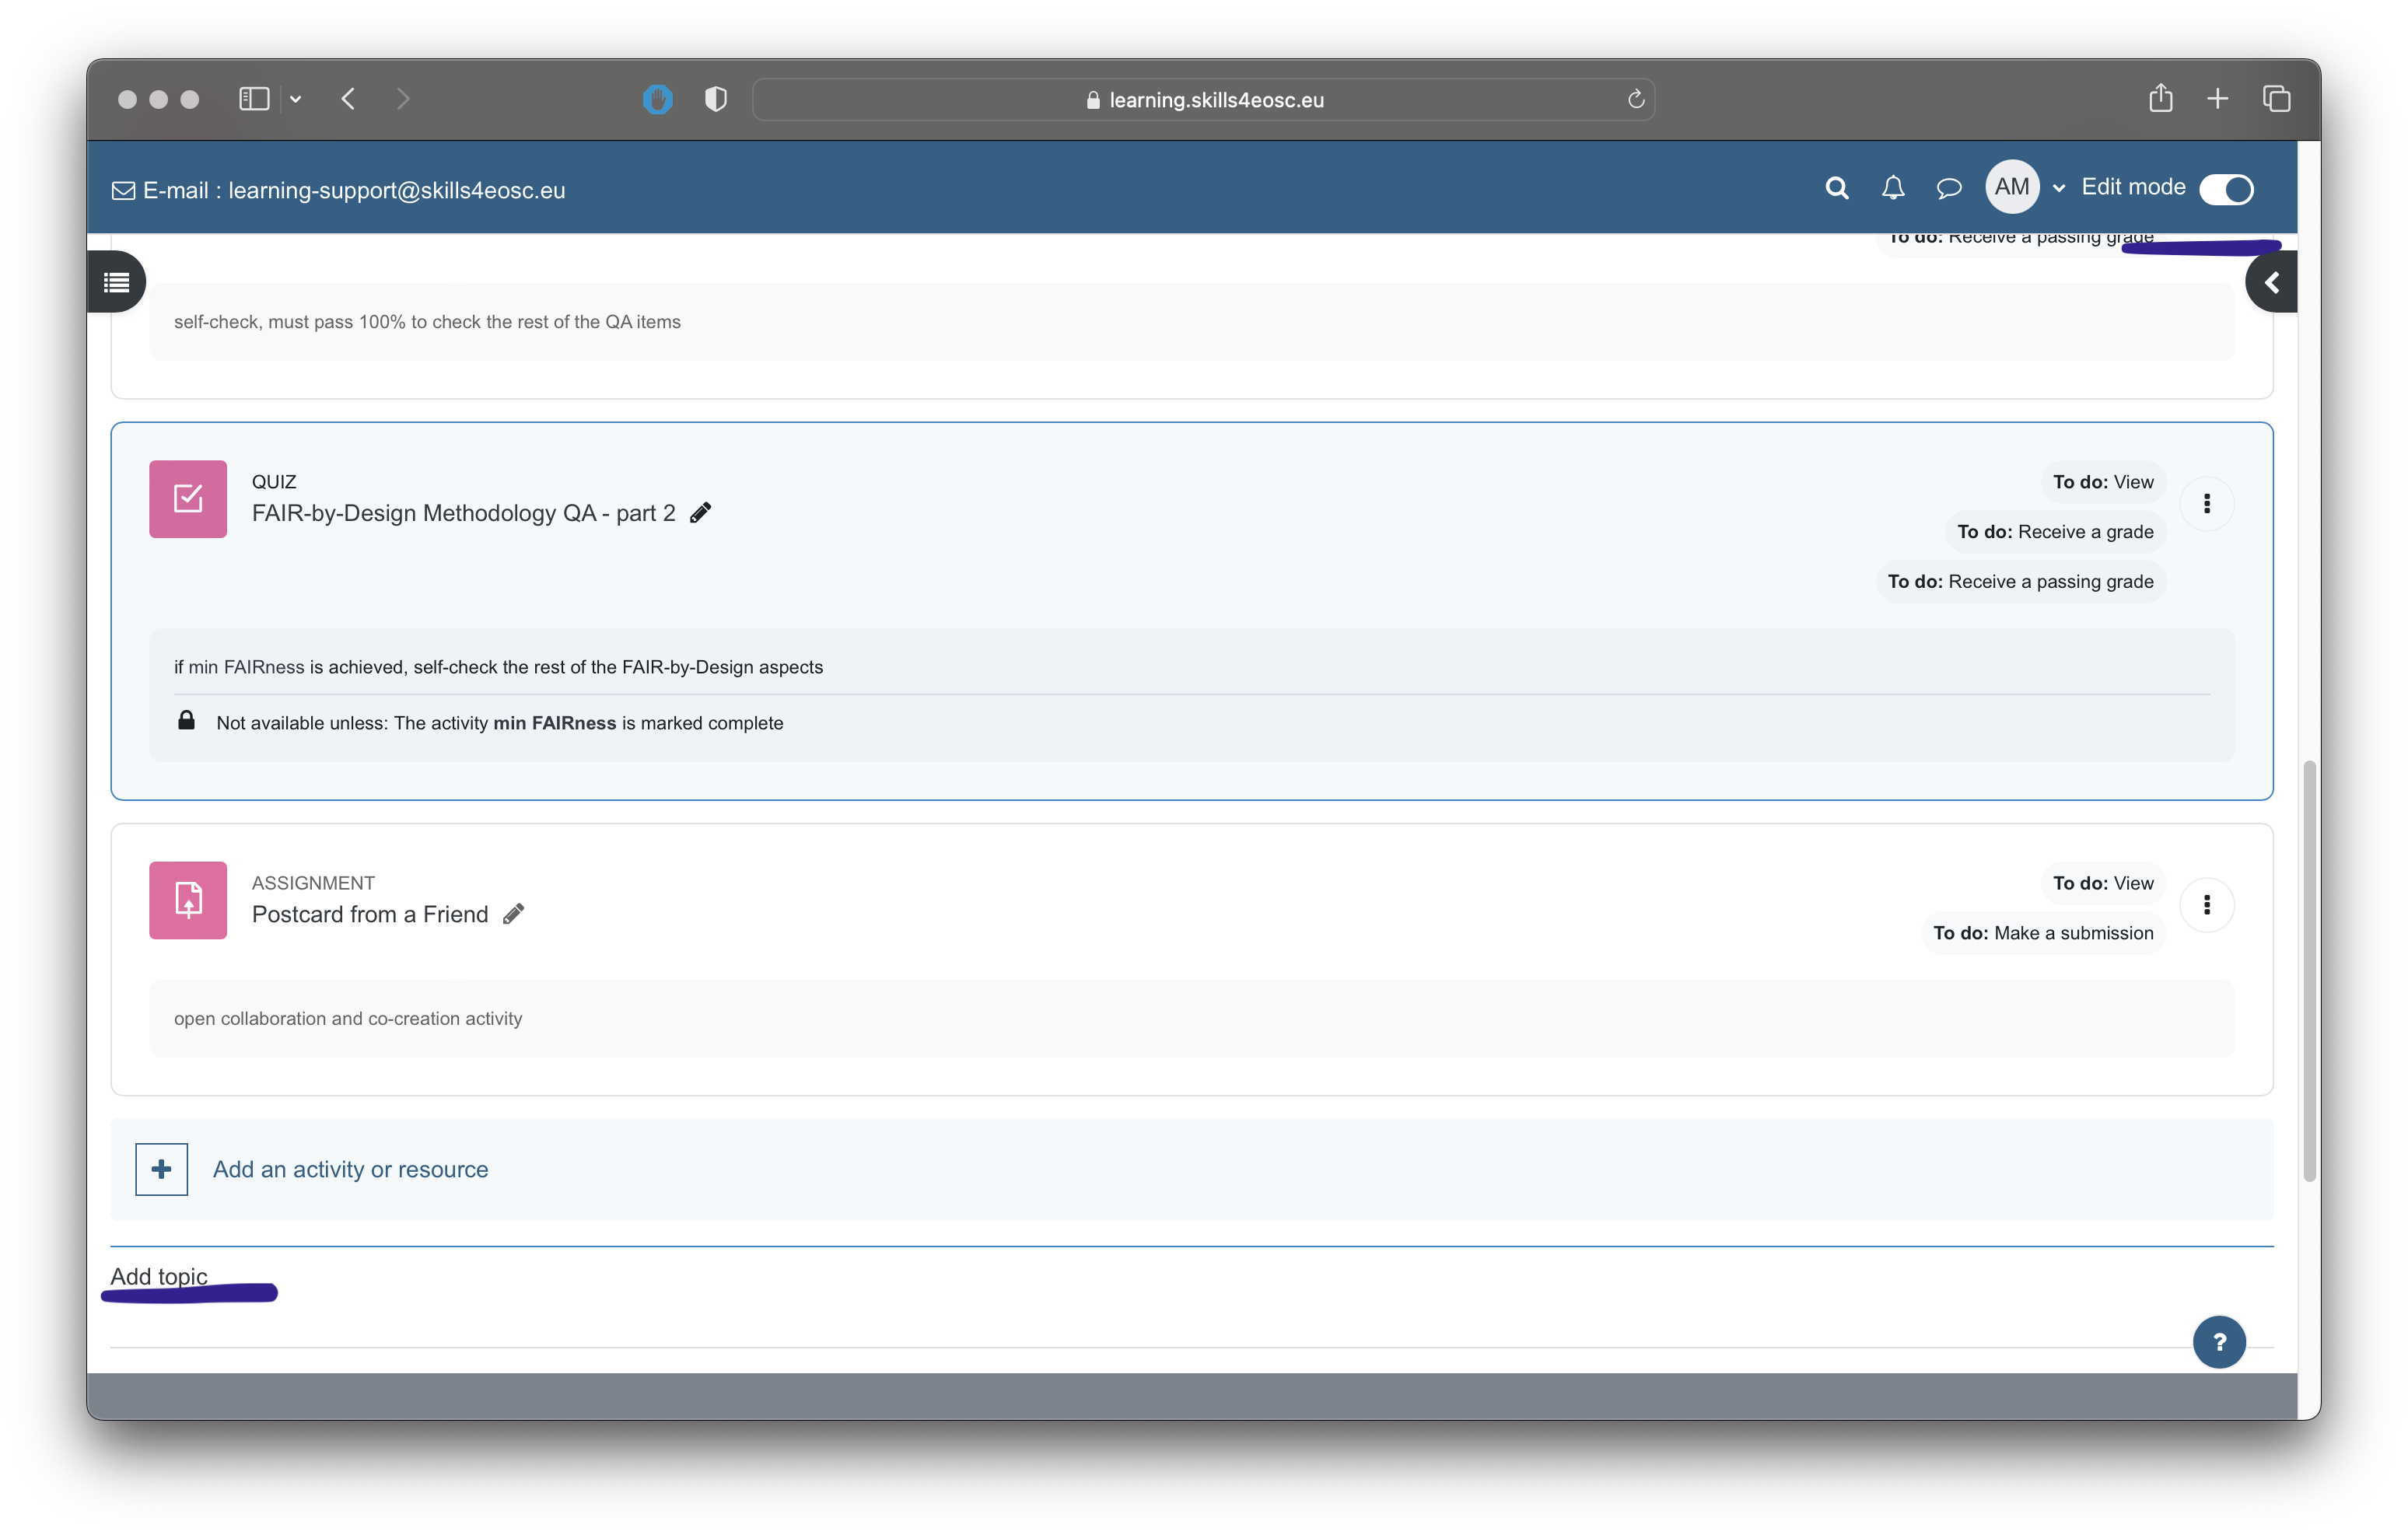 learning.skills4eosc.eu
E-mail : learning-support@skills4eosc.eu
AM
Edit mode
To do: Receive a passing grade
self-check, must pass 100% to check the rest of the QA items
QUIZ
FAIR-by-Design Methodology QA - part 2
To do: View
To do: Receive a grade
To do: Receive a passing grade
if min FAIRness is achieved, self-check the rest of the FAIR-by-Design aspects
Not available unless: The activity min FAIRness is marked complete
ASSIGNMENT
Postcard from a Friend
To do: View
To do: Make a submission
open collaboration and co-creation activity
Add an activity or resource
Add topic
?